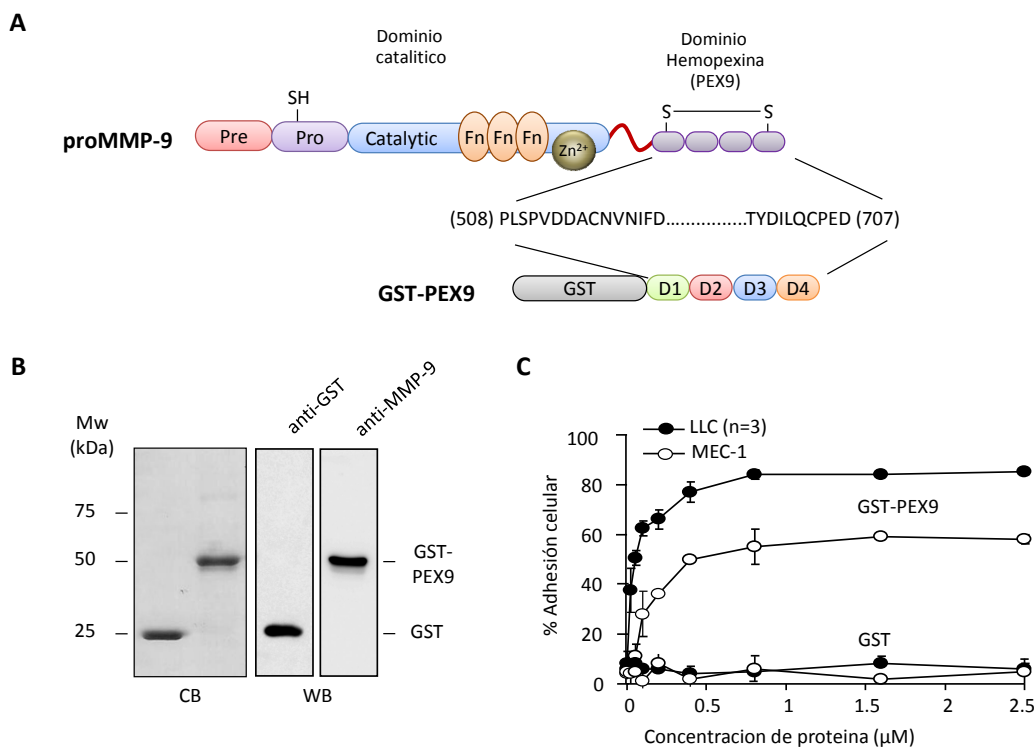 A
Dominio
catalitico
Dominio
Hemopexina
(PEX9)
SH
S S
proMMP-9
Pre Pro Catalytic Fn Fn Fn Zn2+
(508) PLSPVDDACNVNIFD...............TYDILQCPED (707)
GST-PEX9 GST D1 D2 D3 D4
B
anti-GST
anti-MMP-9
Mw
(kDa)
75
50
25
GST-
PEX9
GST
CB WB
C
LLC (n=3)
MEC-1
% Adhesión celular
100
80
60
40
20
0
GST-PEX9
GST
0 0.5 1 1.5 2 2.5
Concentracion de proteina (µM)